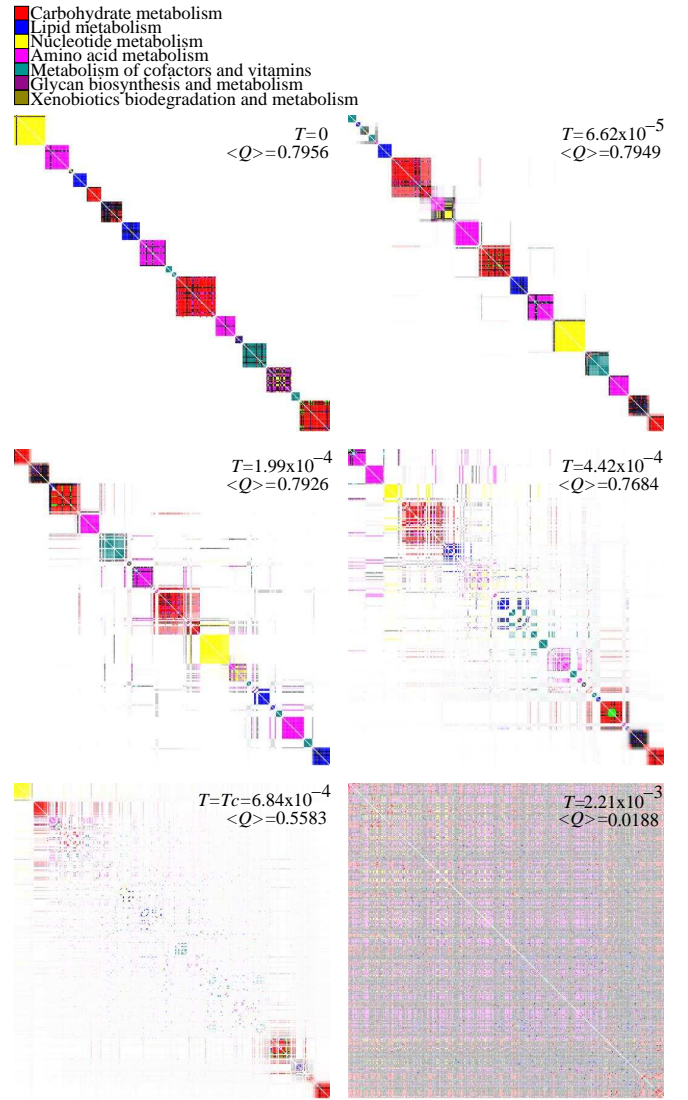 Carbohydrate metabolism
Lipid metabolism
Nucleotide metabolism
Amino acid metabolism
Metabolism of cofactors and vitamins
Glycan biosynthesis and metabolism
Xenobiotics biodegradation and metabolism
T=0
<Q>=0.7956
T=6.62x10⁻⁵
<Q>=0.7949
T=1.99x10⁻⁴
<Q>=0.7926
T=4.42x10⁻⁴
<Q>=0.7684
T=Tc=6.84x10⁻⁴
<Q>=0.5583
T=2.21x10⁻³
<Q>=0.0188